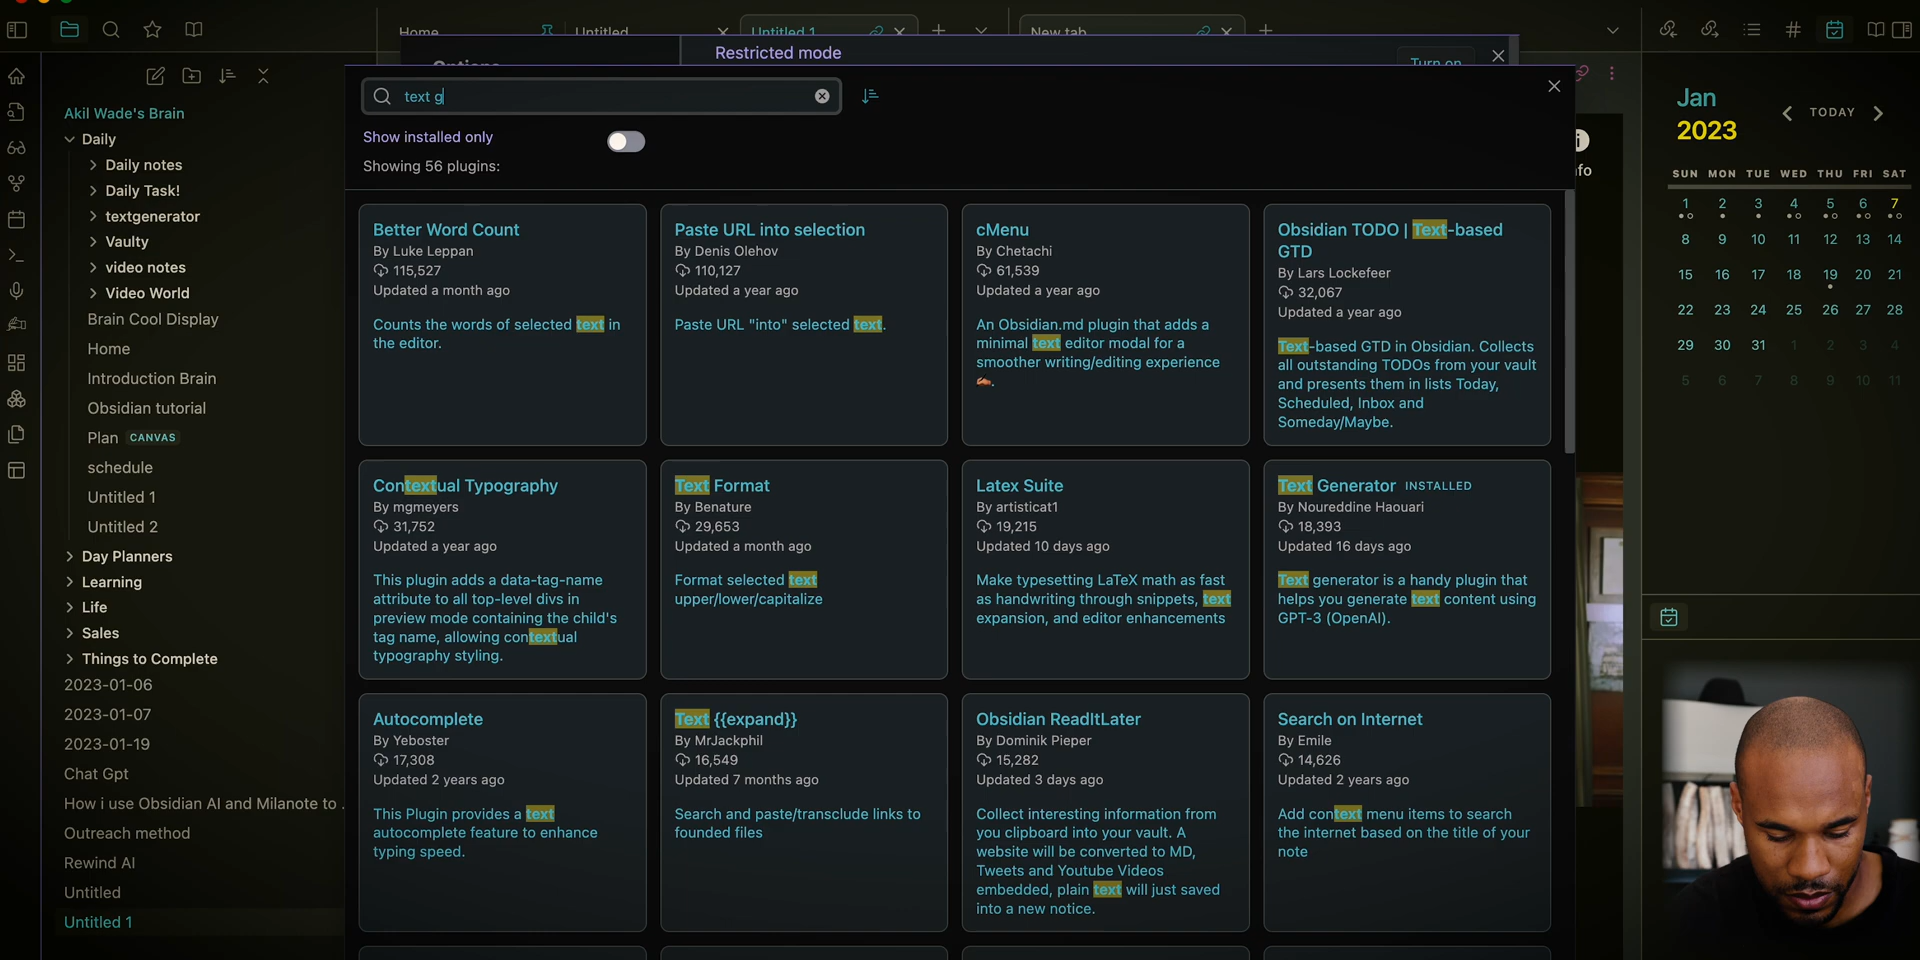 Home
Untitled
Untitled 1
New tab
Options
Restricted mode
Turn on
Akil Wade's Brain
Daily
Daily notes
Daily Task!
textgenerator
Vaulty
video notes
Video World
Brain Cool Display
Home
Introduction Brain
Obsidian tutorial
Plan CANVAS
schedule
Untitled 1
Untitled 2
Day Planners
Learning
Life
Sales
Things to Complete
2023-01-06
2023-01-07
2023-01-19
Chat Gpt
How i use Obsidian AI and Milanote to .
Outreach method
Rewind AI
Untitled
Untitled 1
text g
Show installed only
Showing 56 plugins:
Better Word Count
By Luke Leppan
115,527
Updated a month ago
Counts the words of selected text in
the editor.
Paste URL into selection
By Denis Olehov
110,127
Updated a year ago
Paste URL "into" selected text.
cMenu
By Chetachi
61,539
Updated a year ago
An Obsidian.md plugin that adds a
minimal text editor modal for a
smoother writing/editing experience
✍🏾.
Obsidian TODO | Text-based
GTD
By Lars Lockefeer
32,067
Updated a year ago
Text-based GTD in Obsidian. Collects
all outstanding TODOs from your vault
and presents them in lists Today,
Scheduled, Inbox and
Someday/Maybe.
Contextual Typography
By mgmeyers
31,752
Updated a year ago
This plugin adds a data-tag-name
attribute to all top-level divs in
preview mode containing the child's
tag name, allowing contextual
typography styling.
Text Format
By Benature
29,653
Updated a month ago
Format selected text
upper/lower/capitalize
Latex Suite
By artisticat1
19,215
Updated 10 days ago
Make typesetting LaTeX math as fast
as handwriting through snippets, text
expansion, and editor enhancements
Text Generator INSTALLED
By Noureddine Haouari
18,393
Updated 16 days ago
Text generator is a handy plugin that
helps you generate text content using
GPT-3 (OpenAI).
Autocomplete
By Yeboster
17,308
Updated 2 years ago
This Plugin provides a text
autocomplete feature to enhance
typing speed.
Text {{expand}}
By MrJackphil
16,549
Updated 7 months ago
Search and paste/transclude links to
founded files
Obsidian ReadItLater
By Dominik Pieper
15,282
Updated 3 days ago
Collect interesting information from
you clipboard into your vault. A
website will be converted to MD,
Tweets and Youtube Videos
embedded, plain text will just saved
into a new notice.
Search on Internet
By Emile
14,626
Updated 2 years ago
Add context menu items to search
the internet based on the title of your
note
fo
Jan
2023
TODAY
SUN MON TUE WED THU FRI SAT
1 2 3 4 5 6 7
8 9 10 11 12 13 14
15 16 17 18 19 20 21
22 23 24 25 26 27 28
29 30 31 1 2 3 4
5 6 7 8 9 10 11